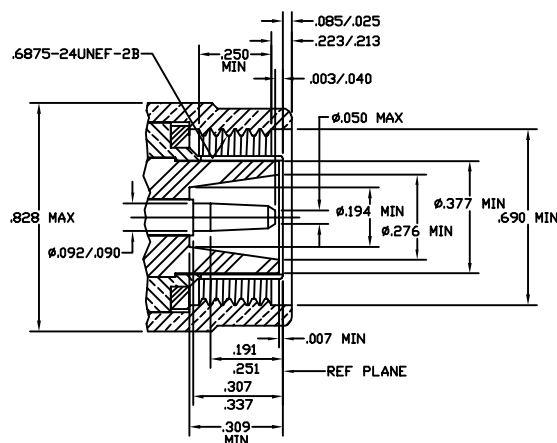 .085/.025
.223/.213
.6875-24UNEF-2B
.250
MIN
.003/.040
Ø.050 MAX
.828 MAX
Ø.194 MIN
Ø.377 MIN
Ø.276 MIN
.690 MIN
Ø.092/.090
.007 MIN
.191
.251
REF PLANE
.307
.337
.309
MIN